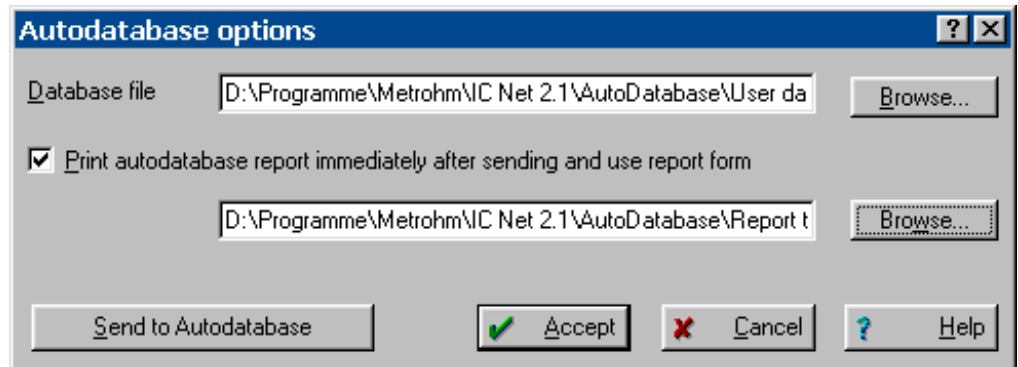 Autodatabase options
Database file D:\Programme\Metrohm\IC Net 2.1\AutoDatabase\User da Browse...
Print autodatabase report immediately after sending and use report form
D:\Programme\Metrohm\IC Net 2.1\AutoDatabase\Report t Browse...
Send to Autodatabase Accept Cancel ? Help